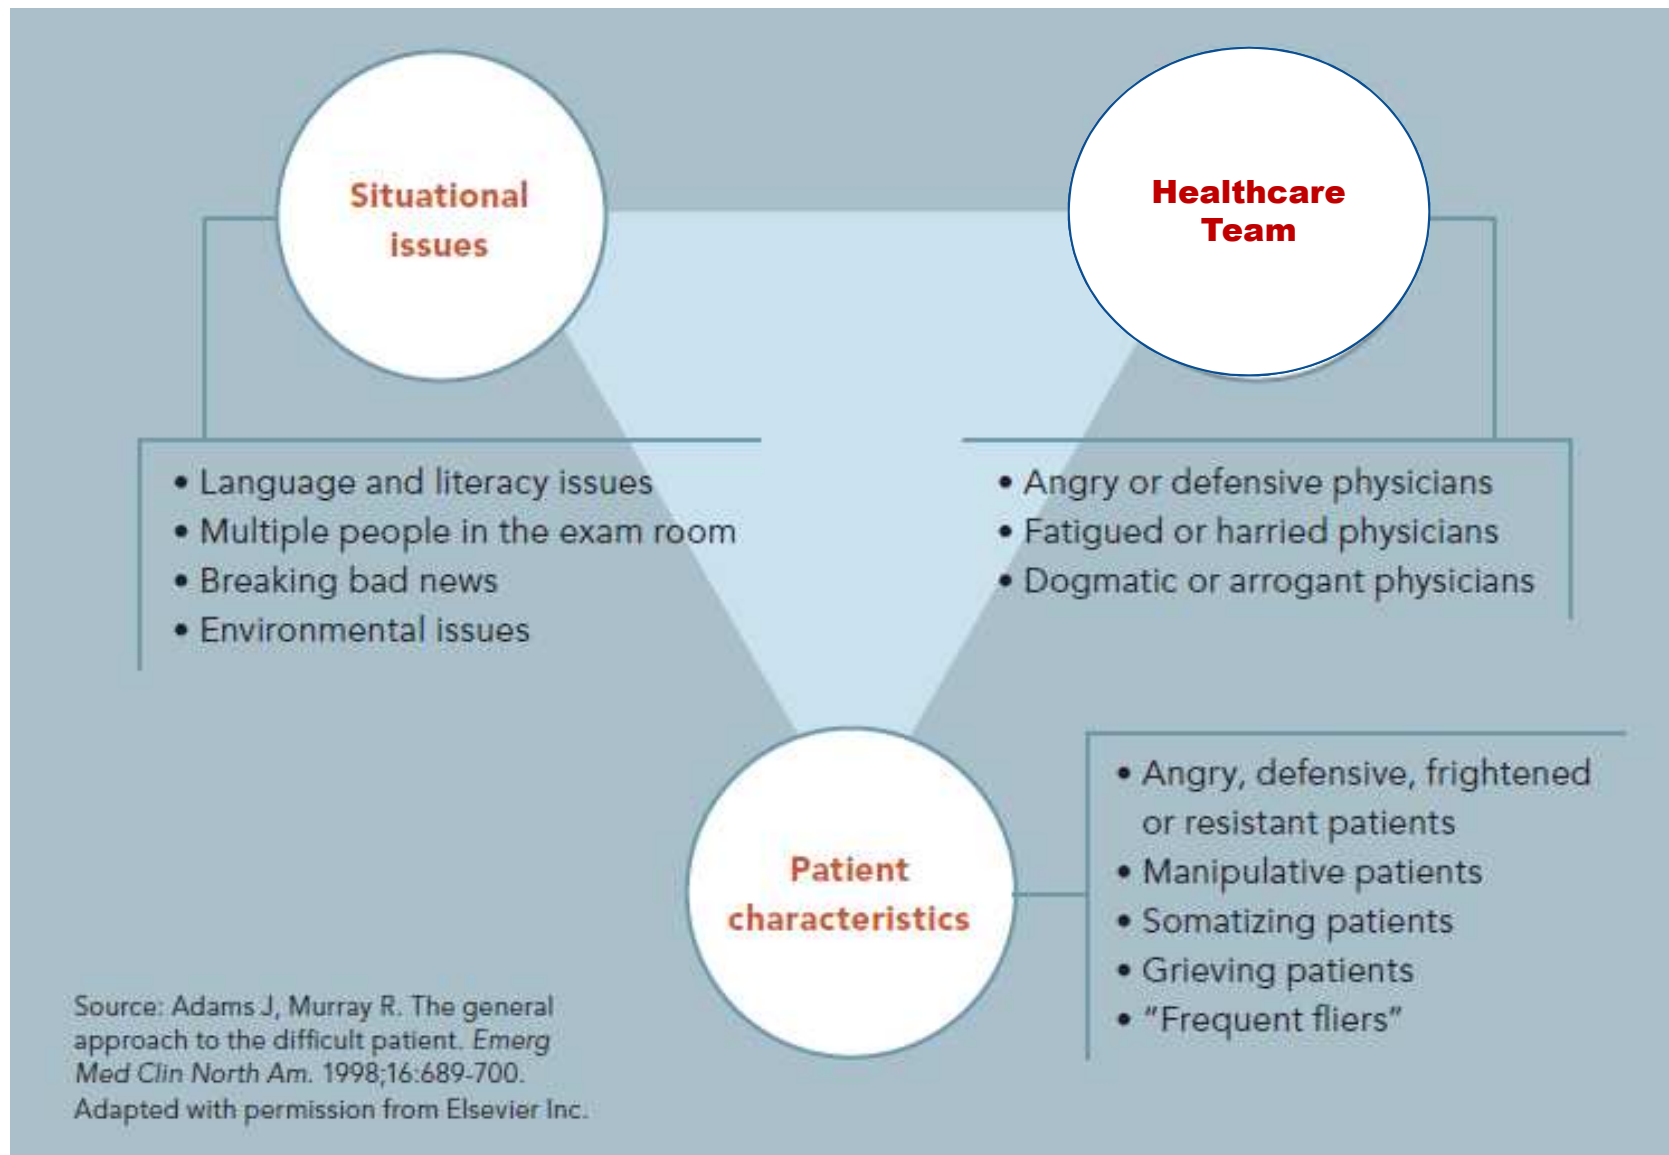 Situational
issues
Healthcare
Team
• Language and literacy issues
• Multiple people in the exam room
• Breaking bad news
• Environmental issues
• Angry or defensive physicians
• Fatigued or harried physicians
• Dogmatic or arrogant physicians
Patient
characteristics
• Angry, defensive, frightened
or resistant patients
• Manipulative patients
• Somatizing patients
• Grieving patients
• “Frequent fliers”
Source: Adams J, Murray R. The general
approach to the difficult patient. Emerg
Med Clin North Am. 1998;16:689-700.
Adapted with permission from Elsevier Inc.